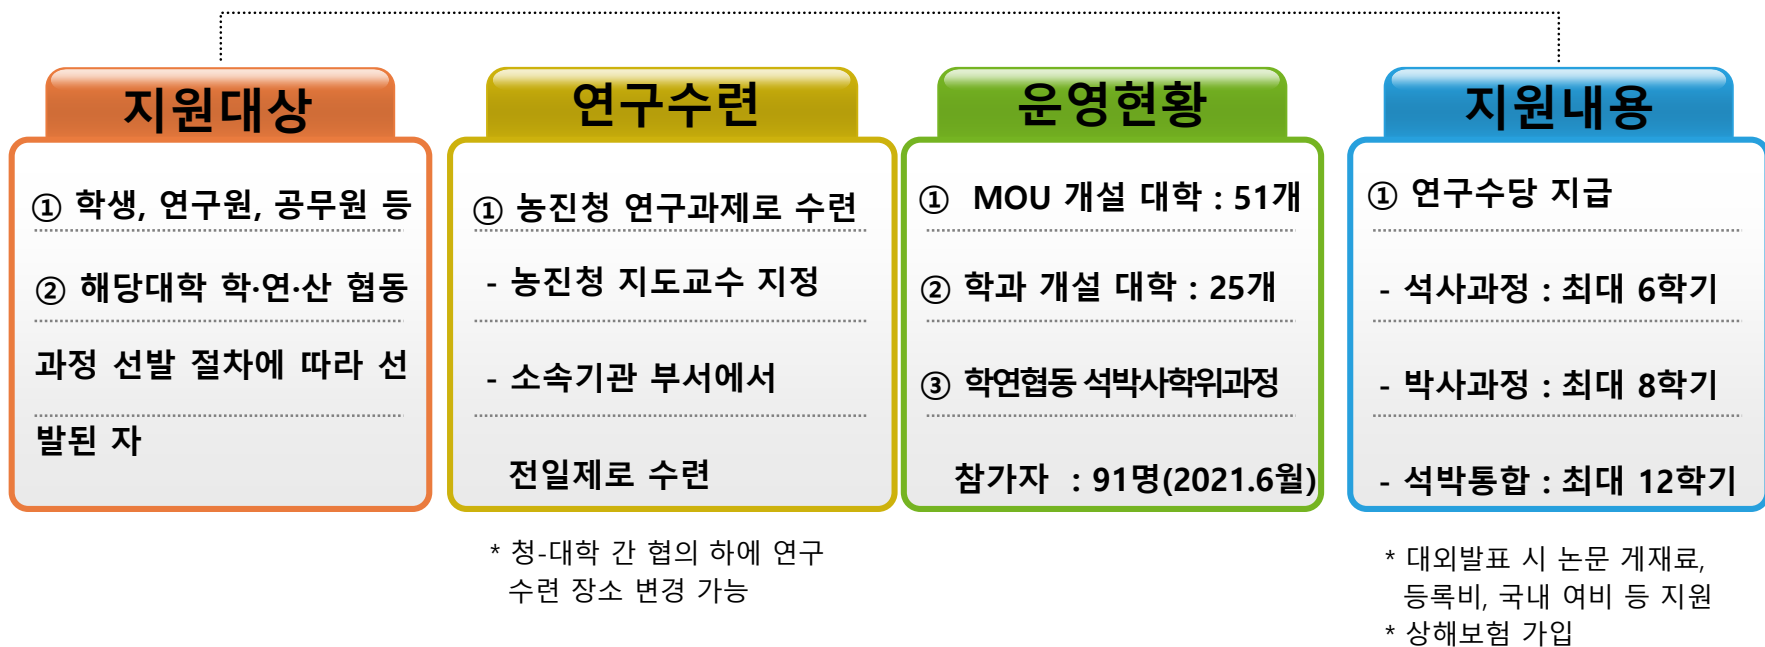 지원대상
① 학생, 연구원, 공무원 등
② 해당대학 학·연·산 협동
과정 선발 절차에 따라 선
발된 자
연구수련
① 농진청 연구과제로 수련
- 농진청 지도교수 지정
- 소속기관 부서에서
전일제로 수련
* 청-대학 간 협의 하에 연구
수련 장소 변경 가능
운영현황
① MOU 개설 대학 : 51개
② 학과 개설 대학 : 25개
③ 학연협동 석박사학위과정
참가자 : 91명(2021.6월)
지원내용
① 연구수당 지급
- 석사과정 : 최대 6학기
- 박사과정 : 최대 8학기
- 석박통합 : 최대 12학기
* 대외발표 시 논문 게재료,
등록비, 국내 여비 등 지원
* 상해보험 가입